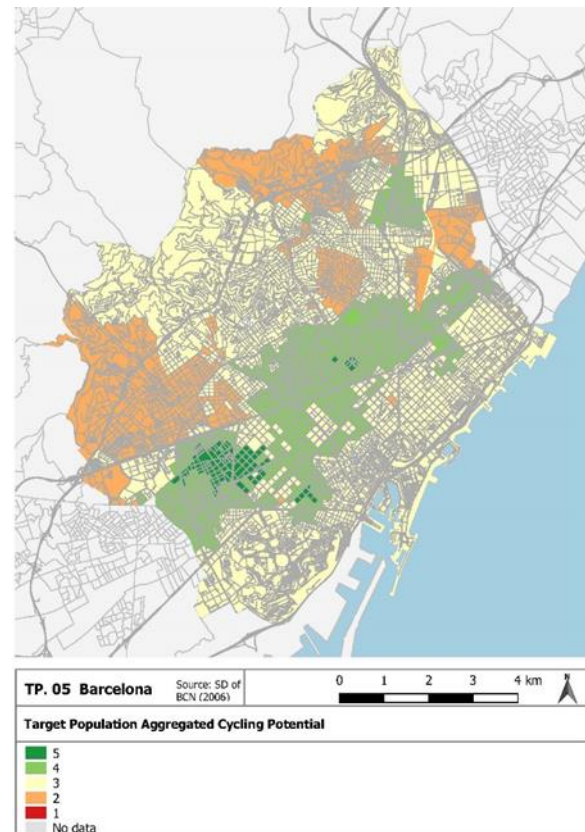 TP. 05 Barcelona
Source: SD of
BCN (2006)
0 1 2 3 4 km
N
Target Population Aggregated Cycling Potential
5
4
3
2
1
No data